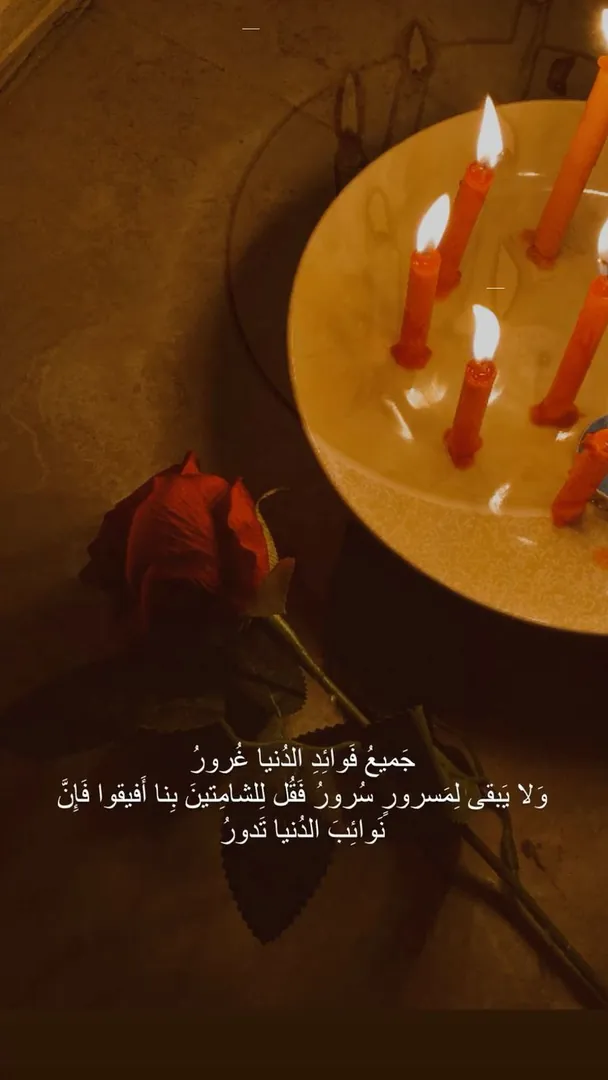 جَميعُ فَوائِدِ الدُنيا غُرورُ
وَلا يَبقى لِمَسرورٍ سُرورُ فَقُل لِلشامِتينَ بِنا أَفيقوا فَإِنَّ
نَوائِبَ الدُنيا تَدورُ